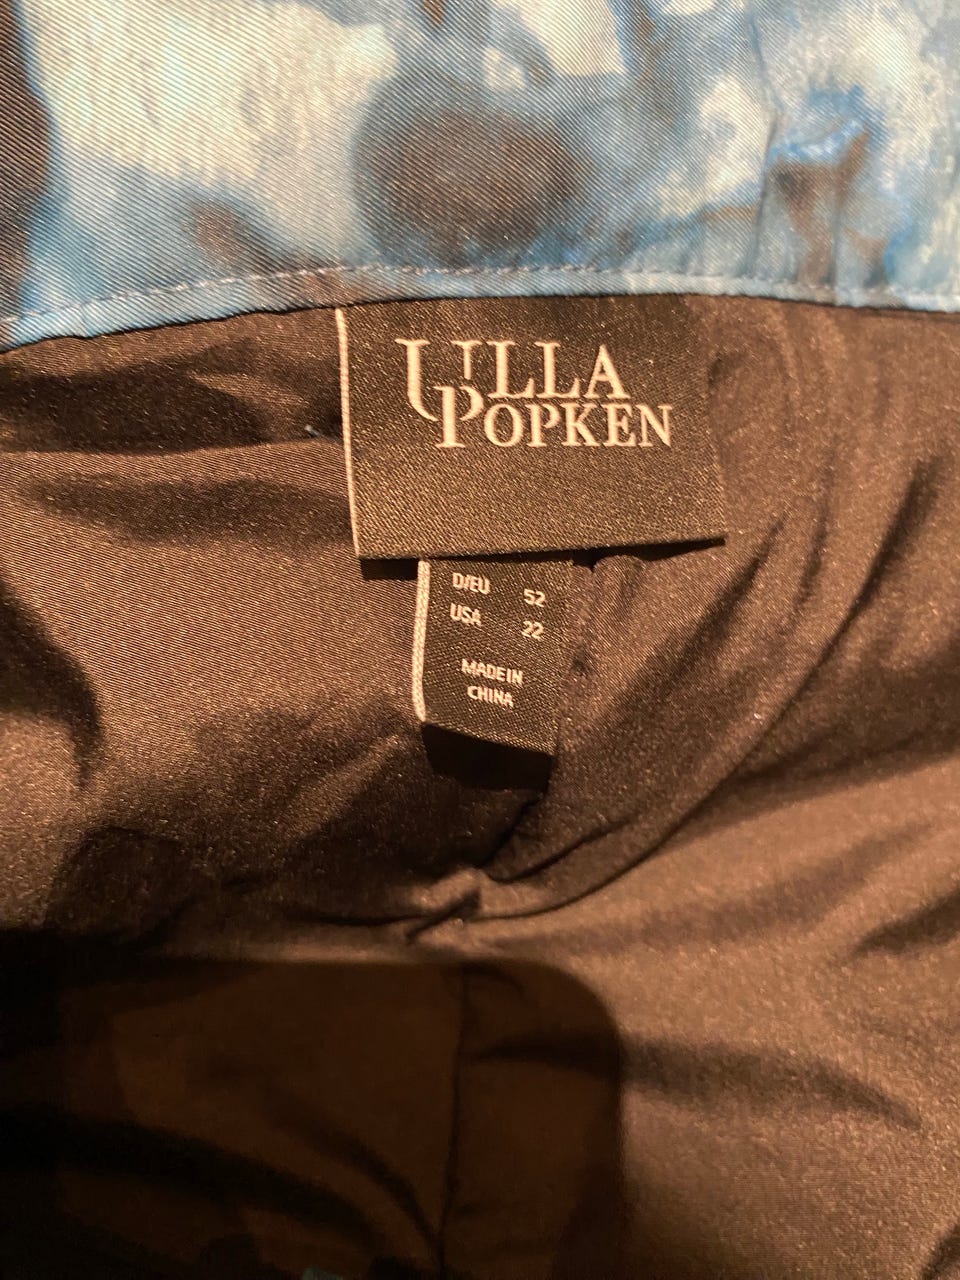 ULLA
POPKEN
D/EU 52
USA 22
MADE IN
CHINA